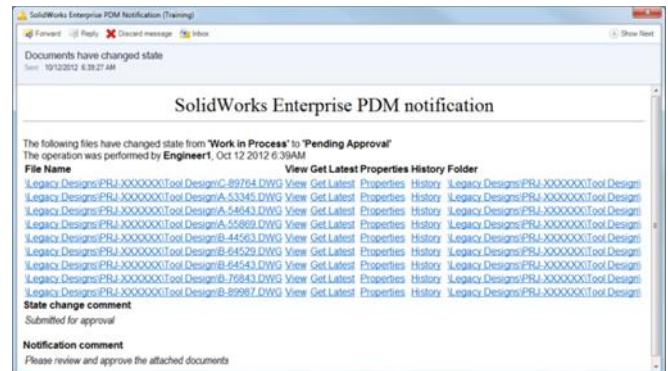 SolidWorks Enterprise PDM Notification (Training)
Forward Reply Discard message Inbox Show Next
Documents have changed state
Sent: 10/12/2012 6:39:27 AM
SolidWorks Enterprise PDM notification
The following files have changed state from 'Work in Process' to 'Pending Approval'
The operation was performed by Engineer1, Oct 12 2012 6:39AM
File Name View Get Latest Properties History Folder
\Legacy Designs\PRJ-XXXXXX\Tool Design\C-89764.DWG View Get Latest Properties History \Legacy Designs\PRJ-XXXXXX\Tool Design\
\Legacy Designs\PRJ-XXXXXX\Tool Design\A-53345.DWG View Get Latest Properties History \Legacy Designs\PRJ-XXXXXX\Tool Design\
\Legacy Designs\PRJ-XXXXXX\Tool Design\A-54643.DWG View Get Latest Properties History \Legacy Designs\PRJ-XXXXXX\Tool Design\
\Legacy Designs\PRJ-XXXXXX\Tool Design\A-55869.DWG View Get Latest Properties History \Legacy Designs\PRJ-XXXXXX\Tool Design\
\Legacy Designs\PRJ-XXXXXX\Tool Design\B-44563.DWG View Get Latest Properties History \Legacy Designs\PRJ-XXXXXX\Tool Design\
\Legacy Designs\PRJ-XXXXXX\Tool Design\B-64529.DWG View Get Latest Properties History \Legacy Designs\PRJ-XXXXXX\Tool Design\
\Legacy Designs\PRJ-XXXXXX\Tool Design\B-64543.DWG View Get Latest Properties History \Legacy Designs\PRJ-XXXXXX\Tool Design\
\Legacy Designs\PRJ-XXXXXX\Tool Design\B-76843.DWG View Get Latest Properties History \Legacy Designs\PRJ-XXXXXX\Tool Design\
\Legacy Designs\PRJ-XXXXXX\Tool Design\B-89987.DWG View Get Latest Properties History \Legacy Designs\PRJ-XXXXXX\Tool Design\
State change comment
Submitted for approval
Notification comment
Please review and approve the attached documents